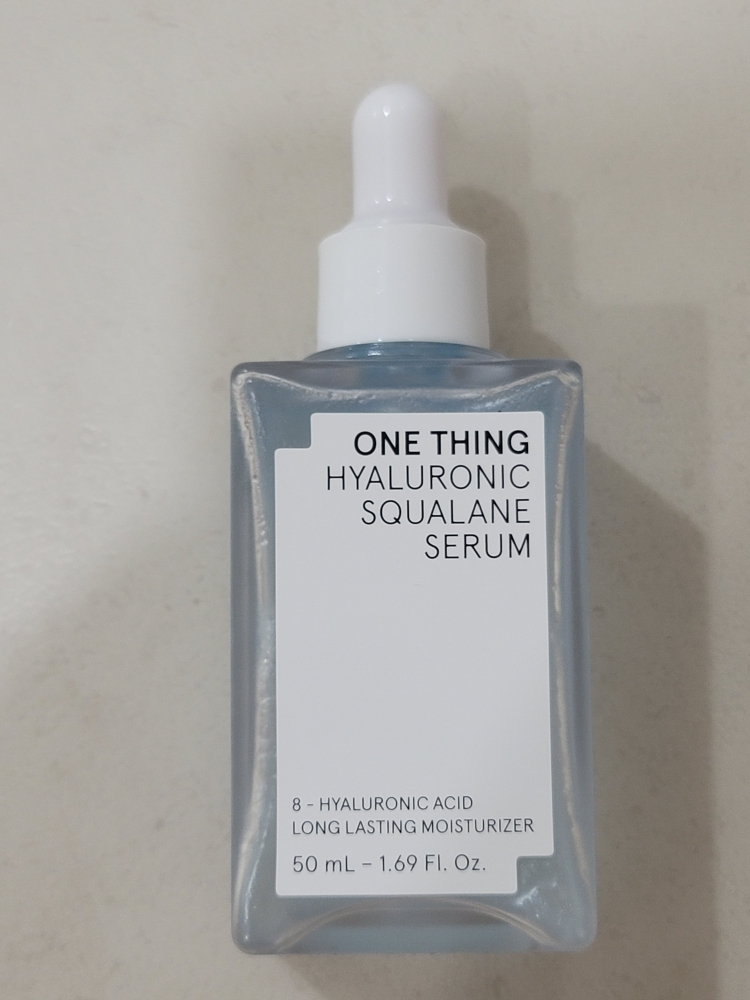 ONE THING
HYALURONIC
SQUALANE
SERUM
8 - HYALURONIC ACID
LONG LASTING MOISTURIZER
50 mL – 1.69 Fl. Oz.